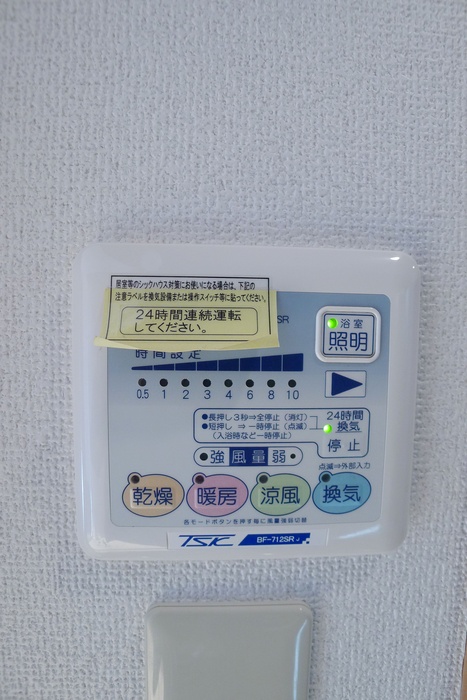 居室等のシックハウス対策にお使いになる場合は、下記の
注意ラベルを換気設備または操作スイッチ等に貼ってください。
24時間連続運転
してください。
SR
浴室
照明
時間設定
0.5 1 2 3 4 6 8 10
●長押し3秒⇒全停止（消灯）
●短押し ⇒一時停止（点滅）
（入浴時など一時停止）
24時間
換気
停止
強 風量 弱
点滅⇒外部入力
乾燥 暖房 涼風 換気
各モードボタンを押す毎に風量強弱切替
TSK BF-712SRJ